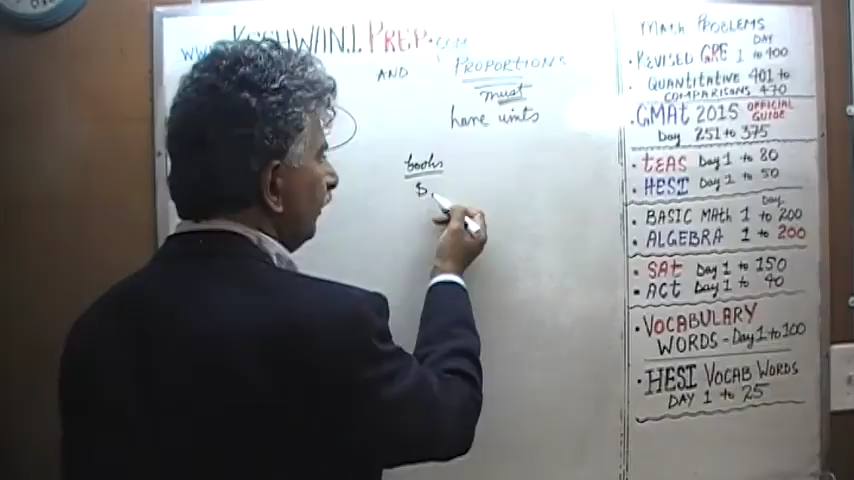 www. KESHWANI PREP.com
AND PROPORTIONS
must
have units
books
$
MATH PROBLEMS
DAY
• REVISED GRE 1 to 400
• QUANTITATIVE 401 to
COMPARISONS 470
• GMAT 2015 OFFICIAL GUIDE
Day 251 to 375
• TEAS Day 1 to 80
• HESI Day 1 to 50
Day
• BASIC MATH 1 to 200
• ALGEBRA 1 to 200
• SAT Day 1 to 150
• ACT Day 1 to 40
• VOCABULARY
WORDS - Day 1 to 100
• HESI VOCAB WORDS
DAY 1 to 25